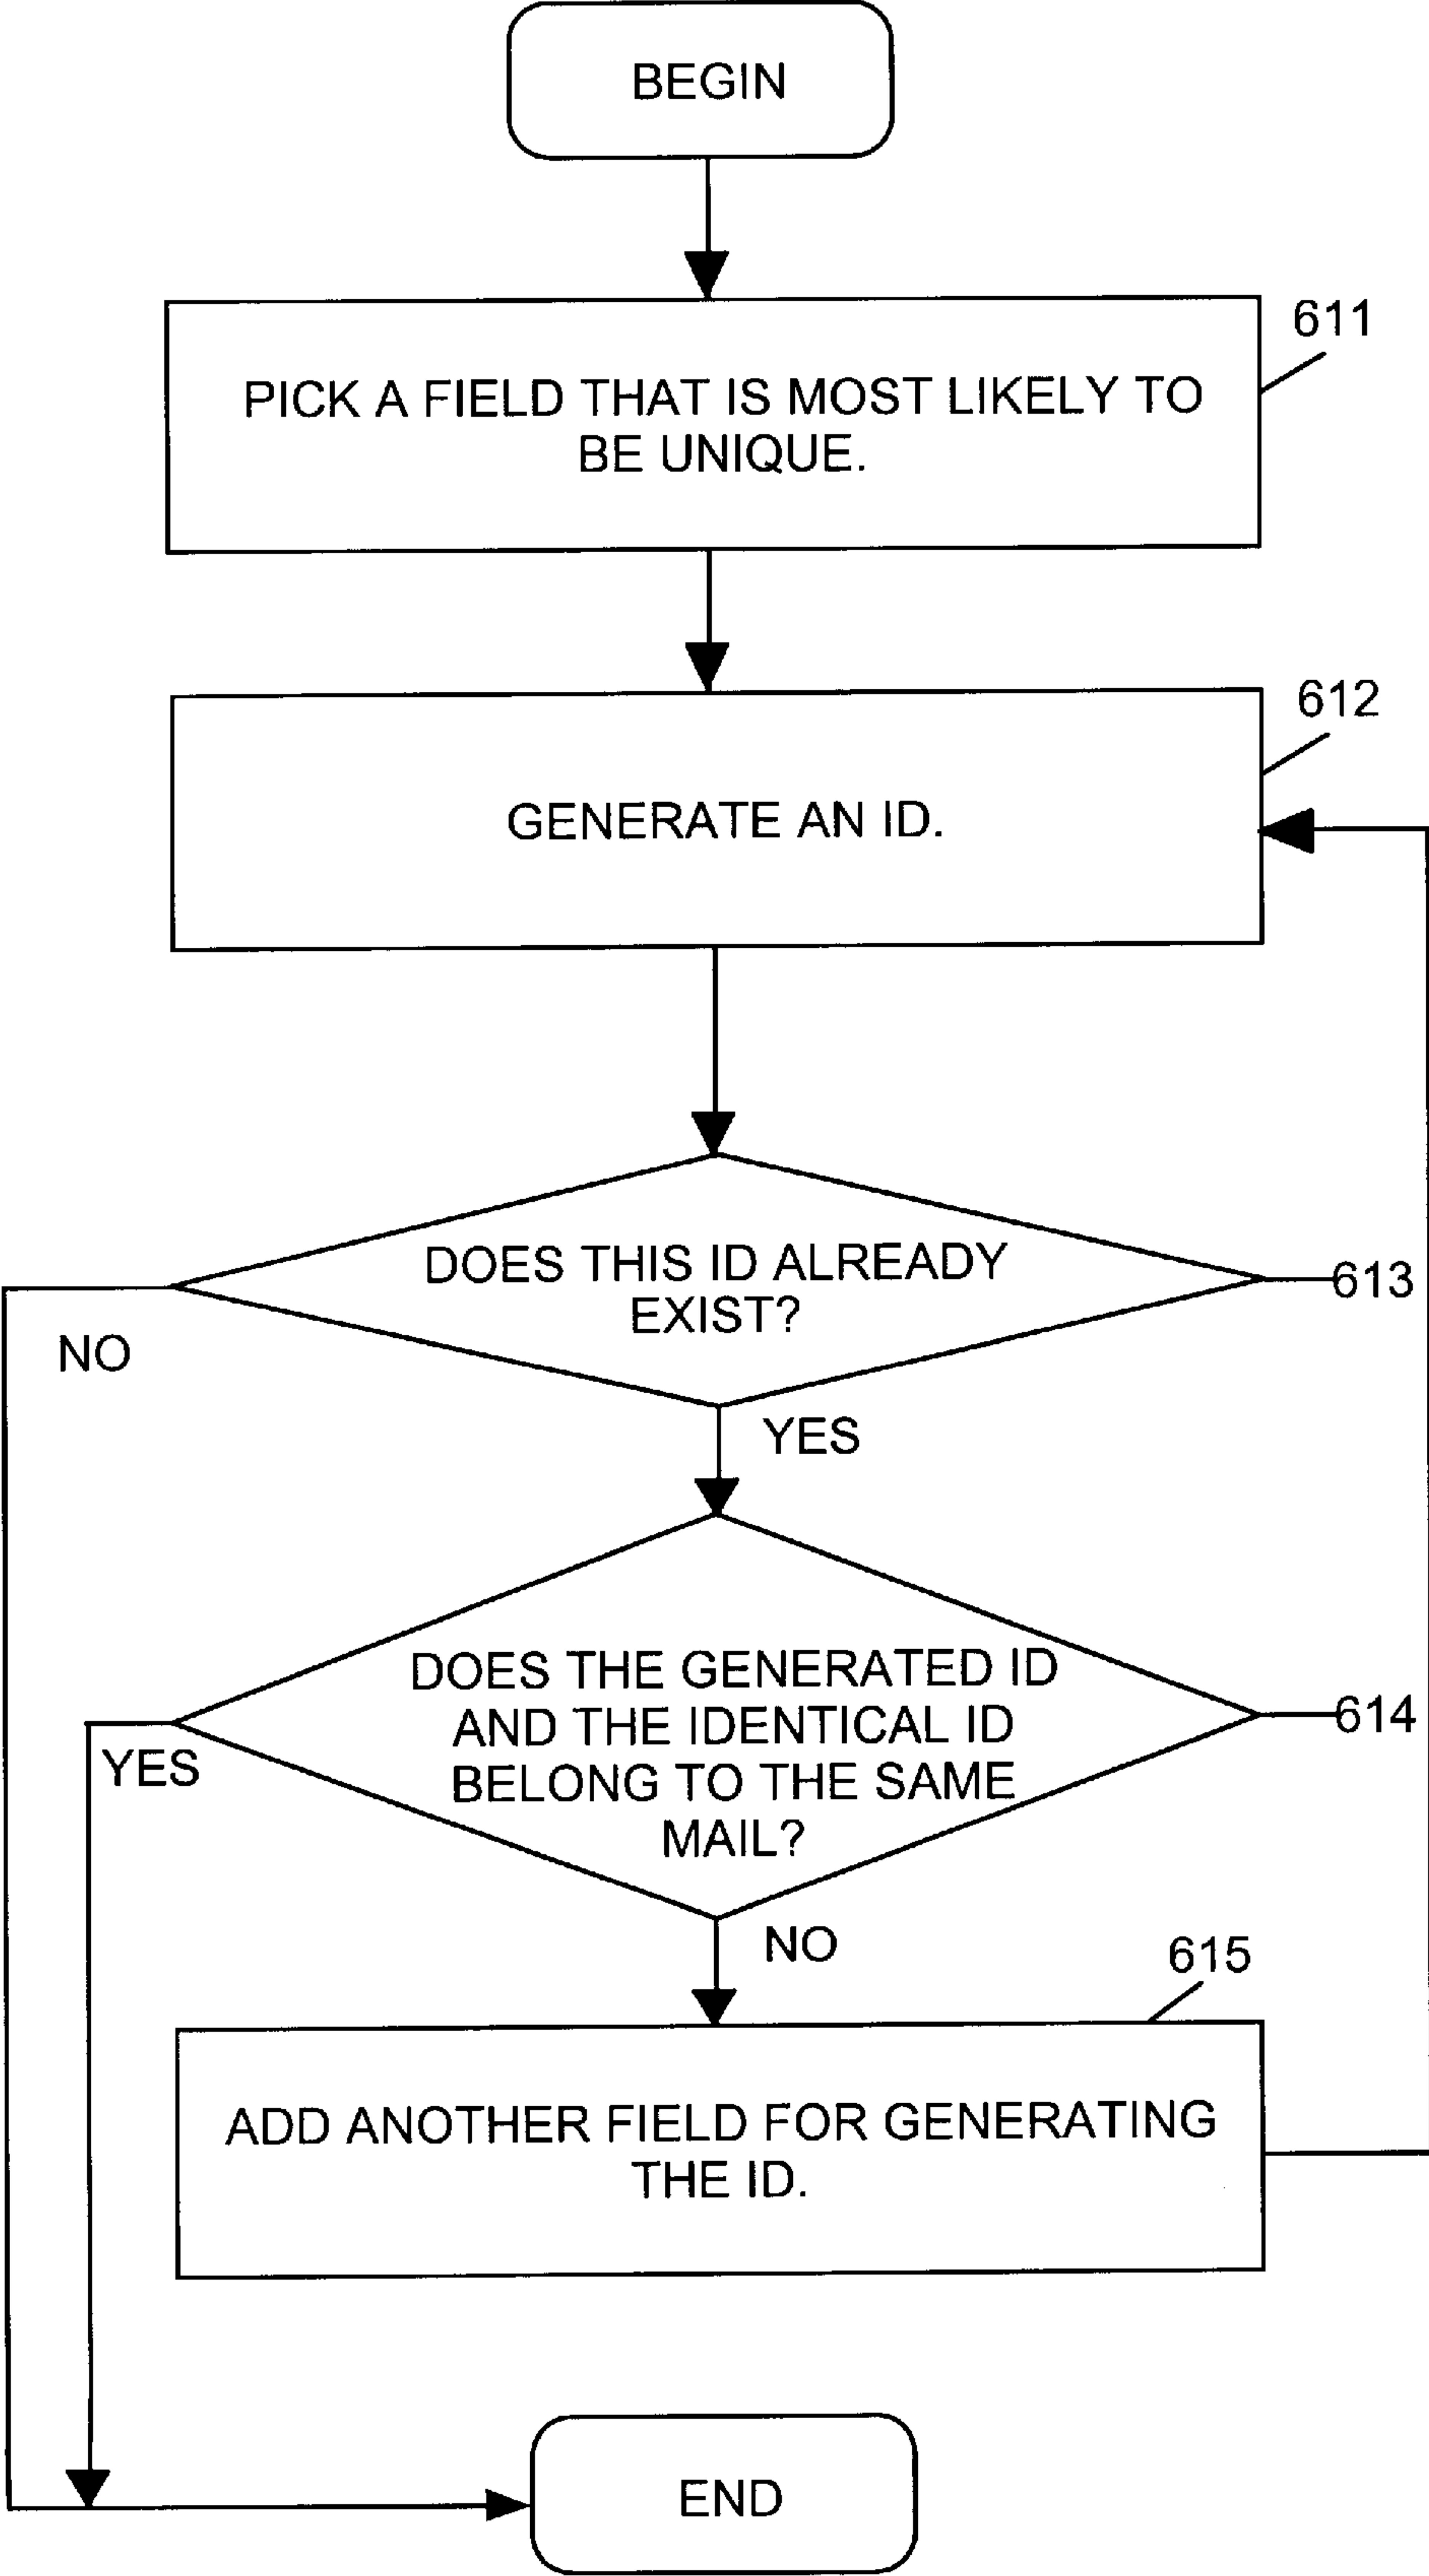 BEGIN
611
PICK A FIELD THAT IS MOST LIKELY TO
BE UNIQUE.
612
GENERATE AN ID.
DOES THIS ID ALREADY
EXIST?
613
NO
YES
DOES THE GENERATED ID
AND THE IDENTICAL ID
BELONG TO THE SAME
MAIL?
614
YES
NO
615
ADD ANOTHER FIELD FOR GENERATING
THE ID.
END